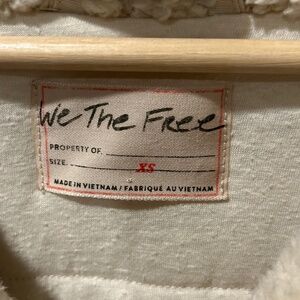 We The Free
PROPERTY OF.
SIZE. XS
MADE IN VIETNAM / FABRIQUÉ AU VIETNAM